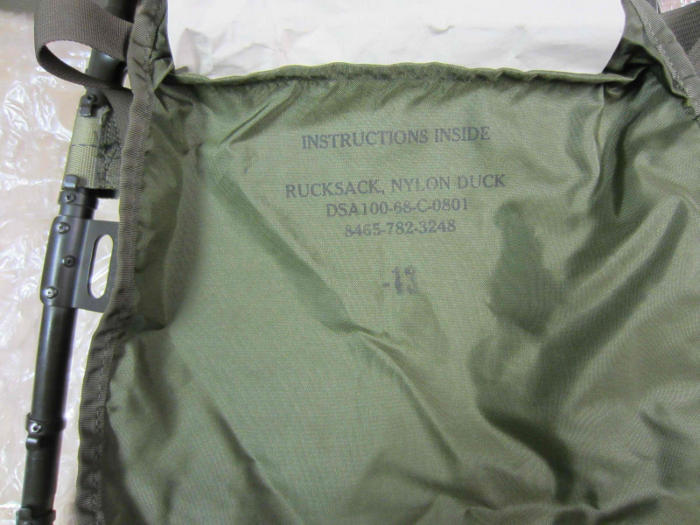 INSTRUCTIONS INSIDE
RUCKSACK, NYLON DUCK
DSA100-68-C-0801
8465-782-3248
-13